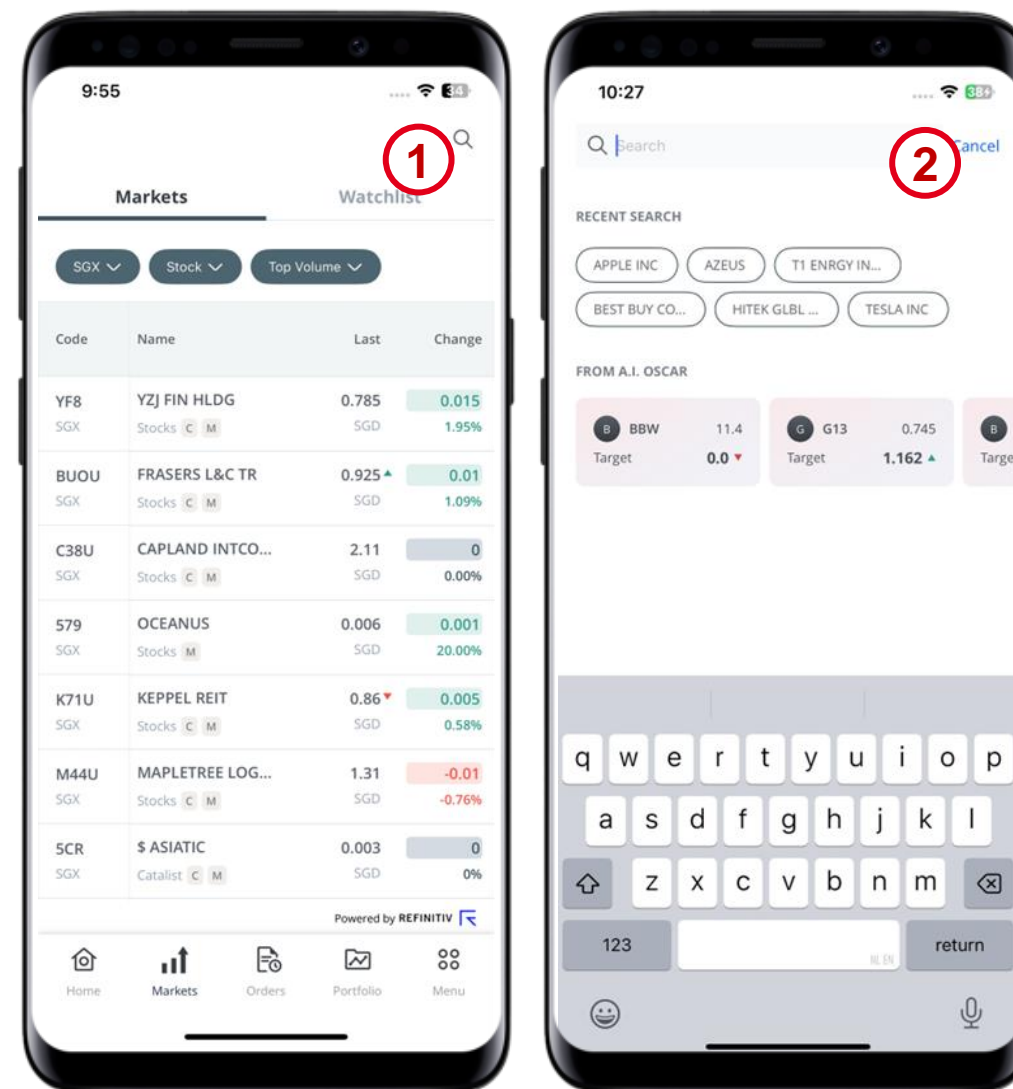 9:55
34
1
Markets Watchlist
SGX Stock Top Volume
Code Name Last Change
YF8 YZJ FIN HLDG 0.785 0.015
SGX Stocks C M SGD 1.95%
BUOU FRASERS L&C TR 0.925 0.01
SGX Stocks C M SGD 1.09%
C38U CAPLAND INTCO... 2.11 0
SGX Stocks C M SGD 0.00%
579 OCEANUS 0.006 0.001
SGX Stocks M SGD 20.00%
K71U KEPPEL REIT 0.86 0.005
SGX Stocks C M SGD 0.58%
M44U MAPLETREE LOG... 1.31 -0.01
SGX Stocks C M SGD -0.76%
5CR $ ASIATIC 0.003 0
SGX Catalist C M SGD 0%
Powered by REFINITIV
Home Markets Orders Portfolio Menu
10:27
38
Search Cancel
2
RECENT SEARCH
APPLE INC AZEUS T1 ENRGY IN...
BEST BUY CO... HITEK GLBL ... TESLA INC
FROM A.I. OSCAR
B BBW 11.4 G G13 0.745 B
Target 0.0 Target 1.162 Targe
q w e r t y u i o p
a s d f g h j k l
z x c v b n m
123 NL EN return